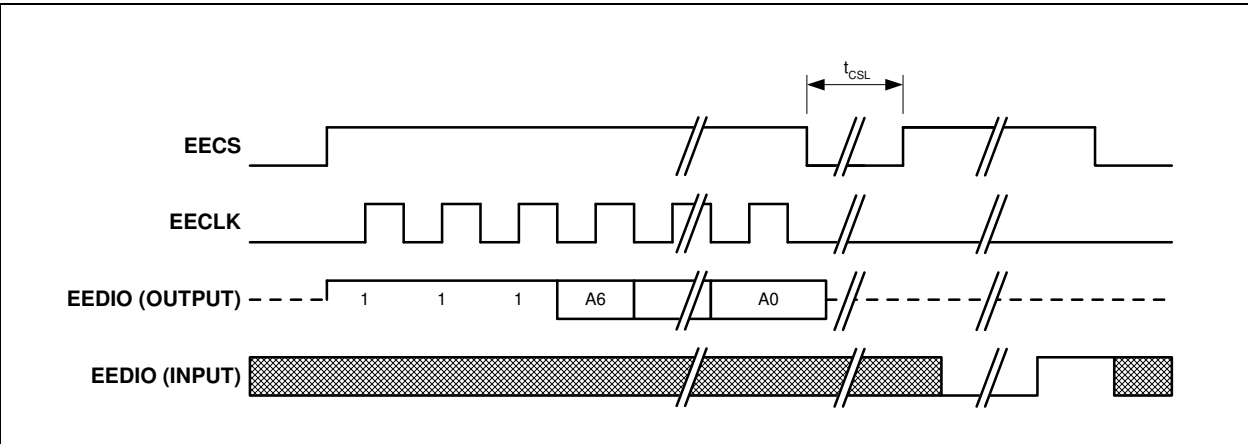 tCSL
EECS
EECLK
EEDIO (OUTPUT) 1 1 1 A6 A0
EEDIO (INPUT)